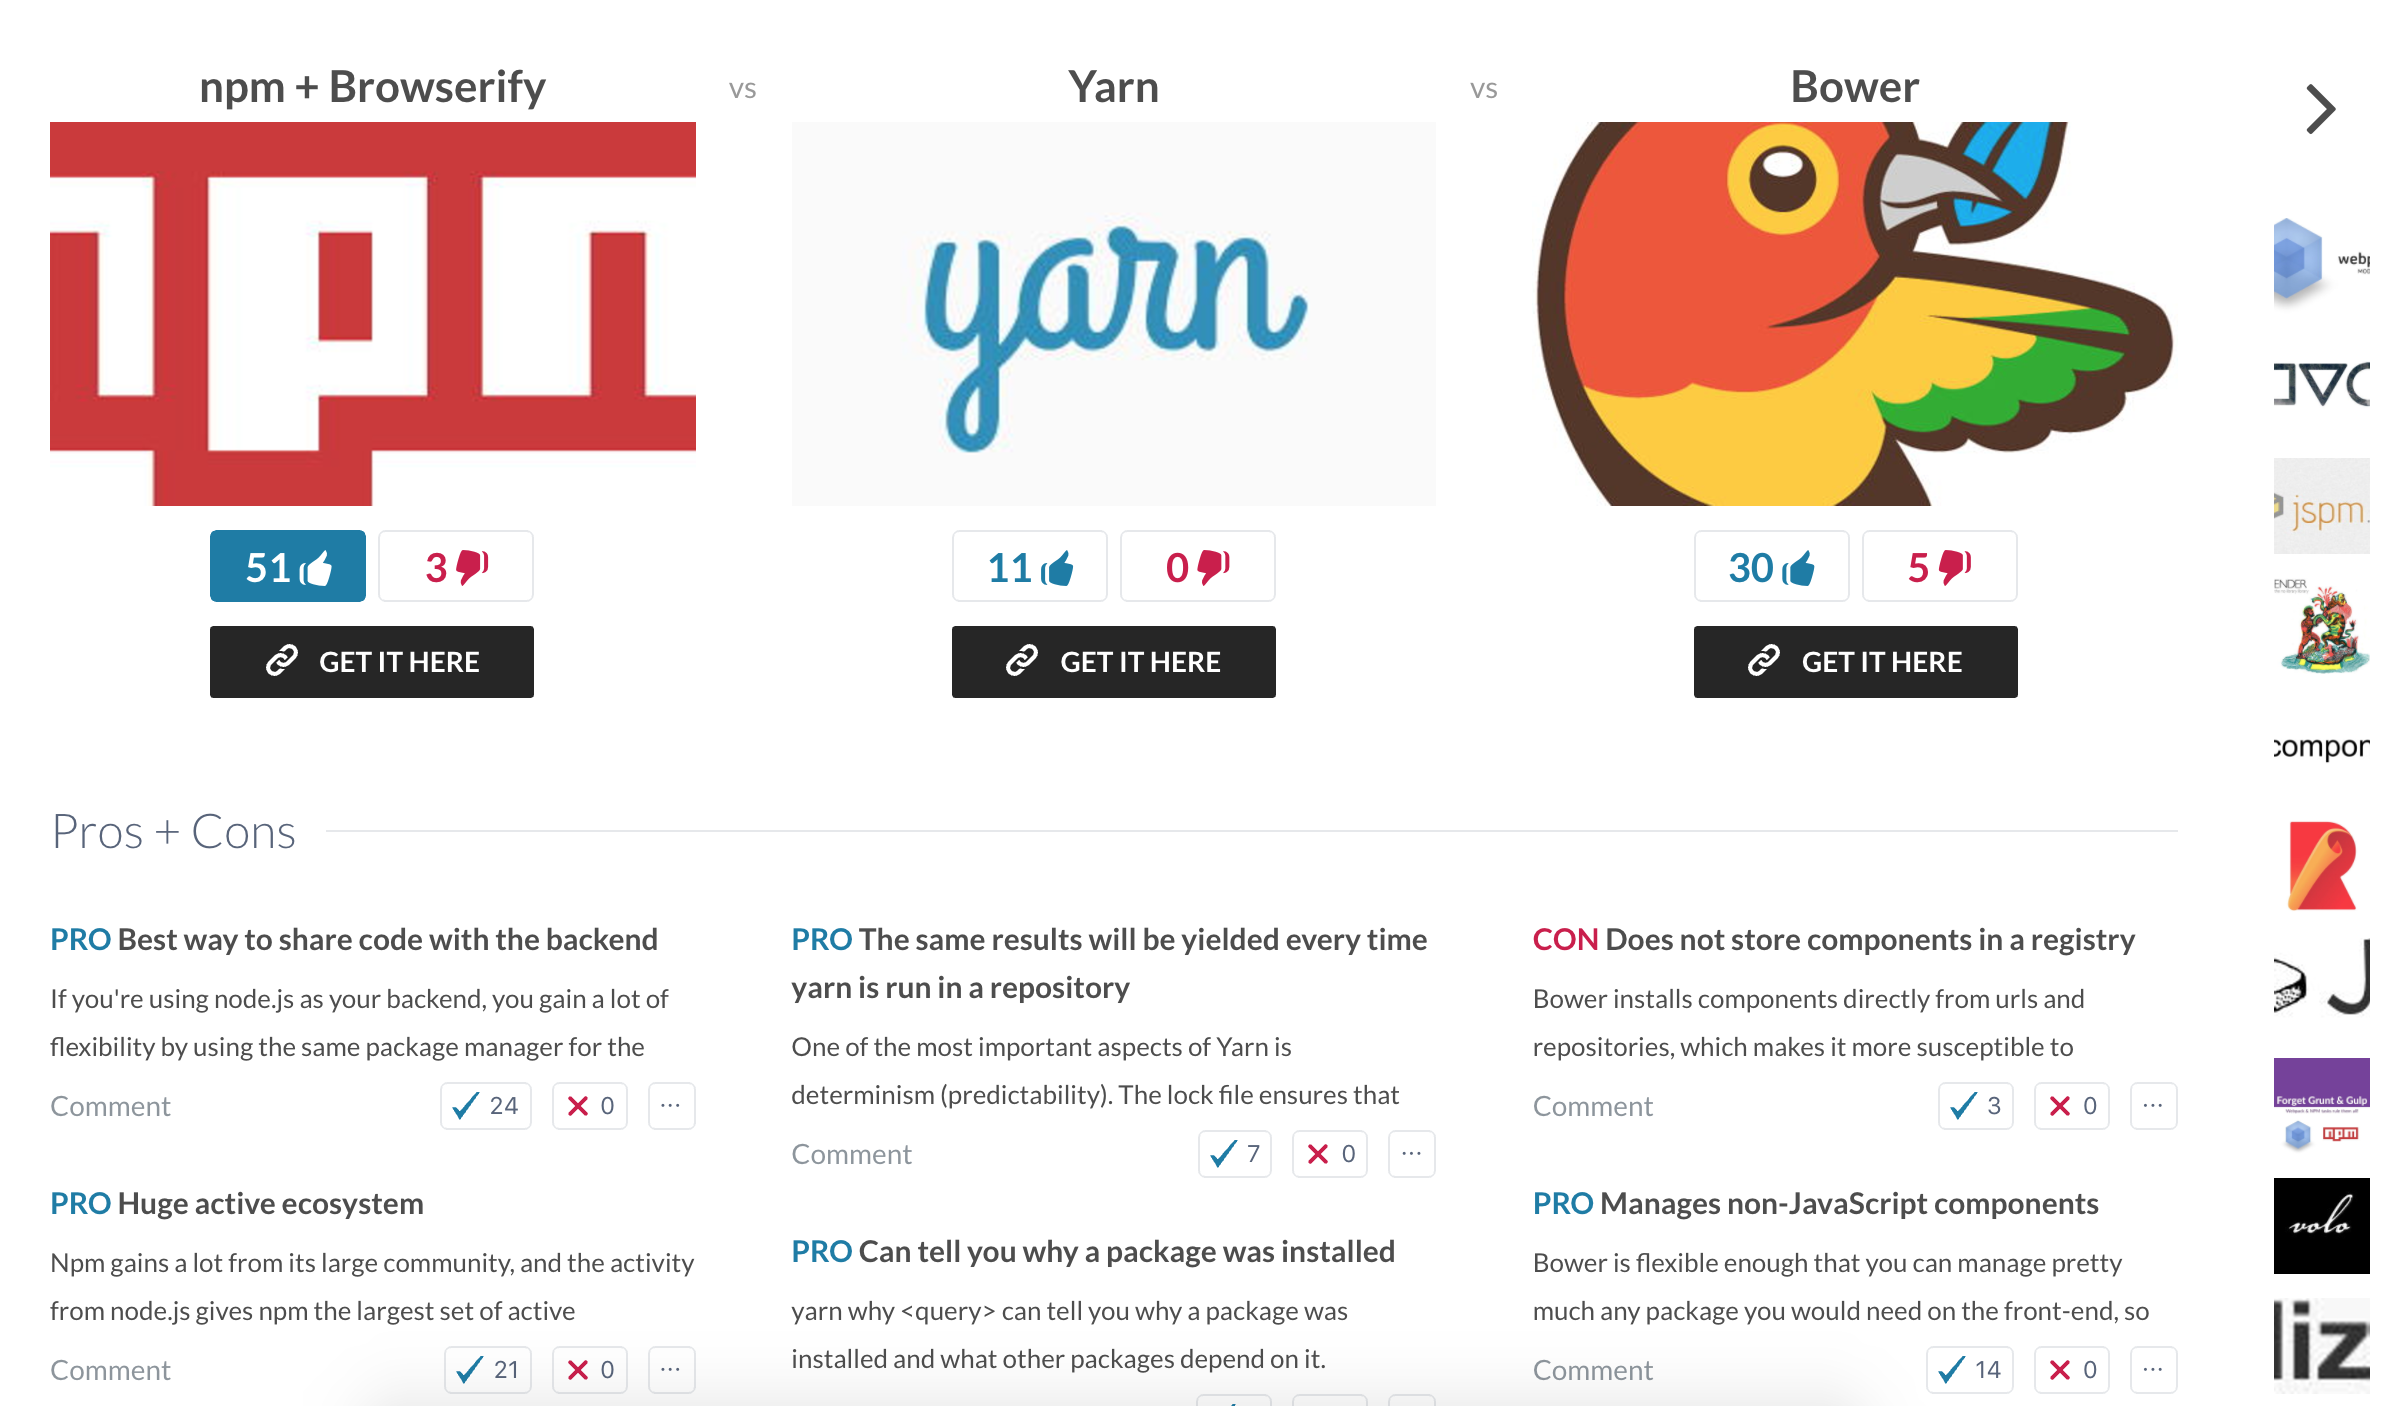 npm + Browserify
vs
Yarn
vs
Bower
npm
yarn
51
3
GET IT HERE
11
0
GET IT HERE
30
5
GET IT HERE
Pros + Cons
PRO Best way to share code with the backend
If you're using node.js as your backend, you gain a lot of
flexibility by using the same package manager for the
Comment
24
0
...
PRO Huge active ecosystem
Npm gains a lot from its large community, and the activity
from node.js gives npm the largest set of active
Comment
21
0
...
PRO The same results will be yielded every time
yarn is run in a repository
One of the most important aspects of Yarn is
determinism (predictability). The lock file ensures that
Comment
7
0
...
PRO Can tell you why a package was installed
yarn why <query> can tell you why a package was
installed and what other packages depend on it.
CON Does not store components in a registry
Bower installs components directly from urls and
repositories, which makes it more susceptible to
Comment
3
0
...
PRO Manages non-JavaScript components
Bower is flexible enough that you can manage pretty
much any package you would need on the front-end, so
Comment
14
0
...
webp
jspm.
ENDER
compon
J
Forget Grunt & Gulp
npm
volo
liz